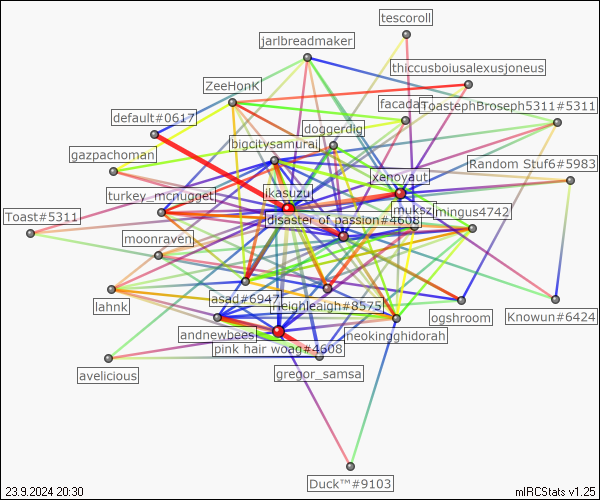 tescoroll
jarlbreadmaker
thiccusboiusalexusjoneus
ZeeHonK
facadar
ToastephBroseph5311#5311
default#0617
doggerdig
bigcitysamurai
gazpachoman
Random Stuf6#5983
xenoyaut
turkey_mcnugget
ikasuzu
Toast#5311
disaster of passion#4608
muksz
mingus4742
moonraven
asad#6947
neighleaigh#8575
lahnk
ogshroom
Knowun#6424
andnewbees
neokingghidorah
pink hair woag#4608
avelicious
gregor_samsa
Duck™#9103
23.9.2024 20:30
mIRCStats v1.25